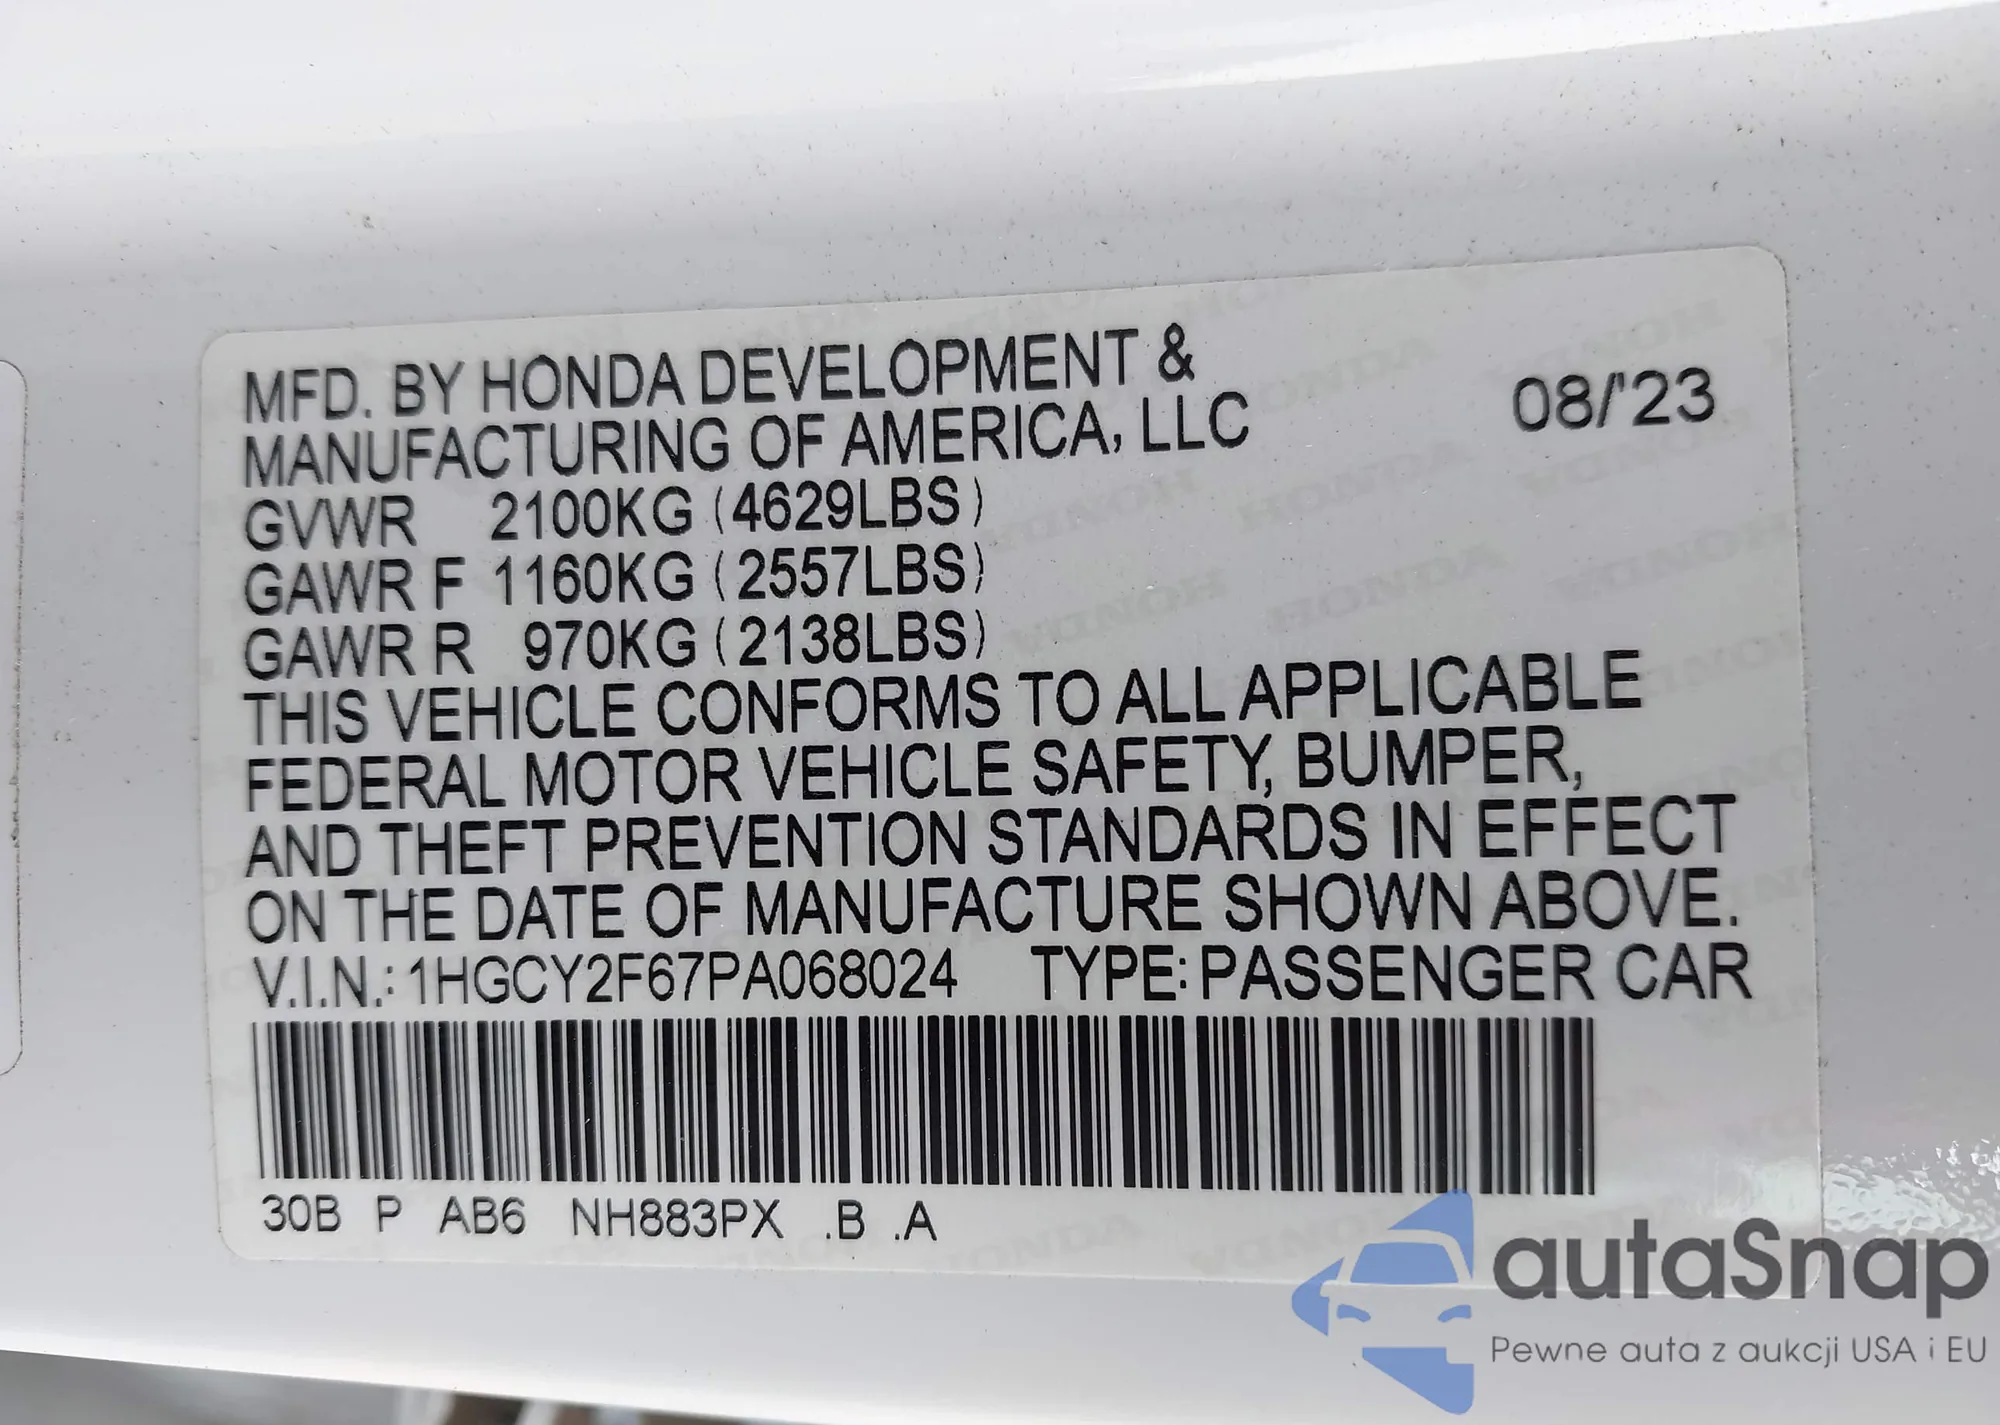 MFD. BY HONDA DEVELOPMENT &
MANUFACTURING OF AMERICA, LLC
08/'23
GVWR 2100KG (4629LBS)
GAWR F 1160KG (2557LBS)
GAWR R 970KG (2138LBS)
THIS VEHICLE CONFORMS TO ALL APPLICABLE
FEDERAL MOTOR VEHICLE SAFETY, BUMPER,
AND THEFT PREVENTION STANDARDS IN EFFECT
ON THE DATE OF MANUFACTURE SHOWN ABOVE.
V.I.N.: 1HGCY2F67PA068024 TYPE: PASSENGER CAR
30B P AB6 NH883PX .B .A
autaSnap
Pewne auta z aukcji USA i EU